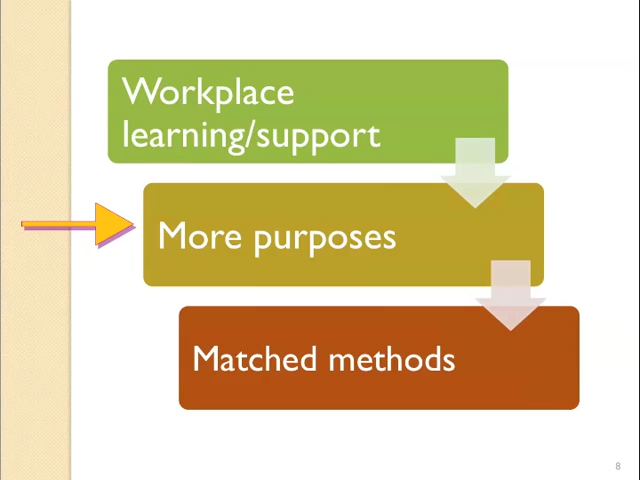 Workplace
learning/support
More purposes
Matched methods
8